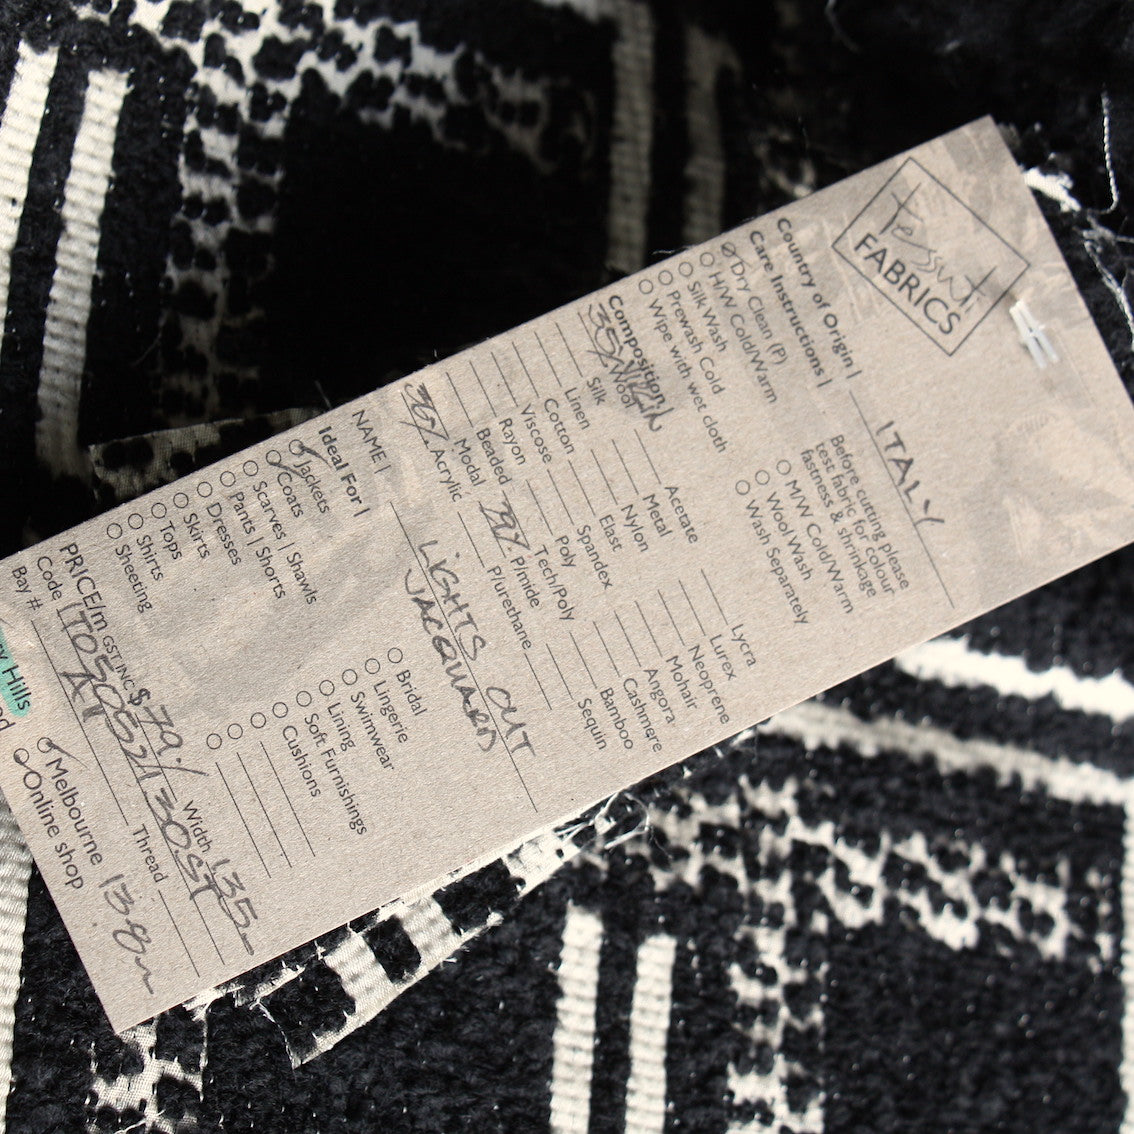 tessuti
FABRICS
Country of Origin | ITALY
Care Instructions |
Dry Clean (P)
H/W Cold/Warm
Silk Wash
Prewash Cold
Wipe with wet cloth
Before cutting please
test fabric for colour
fastness & shrinkage
M/W Cold/Warm
Wool Wash
Wash Separately
Composition
35% VIRGIN Wool
Silk
Linen
Cotton
Viscose
Rayon
Beaded
Modal
Acrylic
Acetate
Metal
Nylon
Elast
Spandex
Poly
Tech/Poly
P/mide
P/urethane
Lycra
Lurex
Neoprene
Mohair
Angora
Cashmere
Bamboo
Sequin
NAME | LIGHTS OUT
JACQUARD
Ideal For |
Jackets
Coats
Scarves | Shawls
Pants | Shorts
Dresses
Skirts
Tops
Shirts
Sheeting
Bridal
Lingerie
Swimwear
Lining
Soft Furnishings
Cushions
PRICE/m GST INC $ 79./ Width 135
Code
Bay # Thread
Hills
Melbourne
Online shop